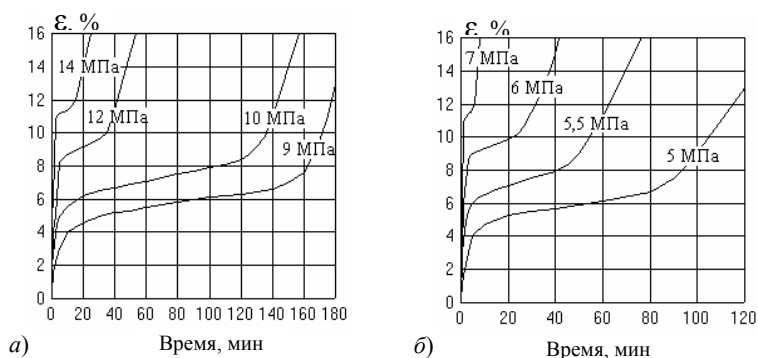 ε, %
16
14
12
10
8
6
4
2
0
14 МПа
12 МПа
10 МПа
9 МПа
0 20 40 60 80 100 120 140 160 180
а) Время, мин
ε, %
16
14
12
10
8
6
4
2
0
7 МПа
6 МПа
5,5 МПа
5 МПа
0 20 40 60 80 100 120
б) Время, мин